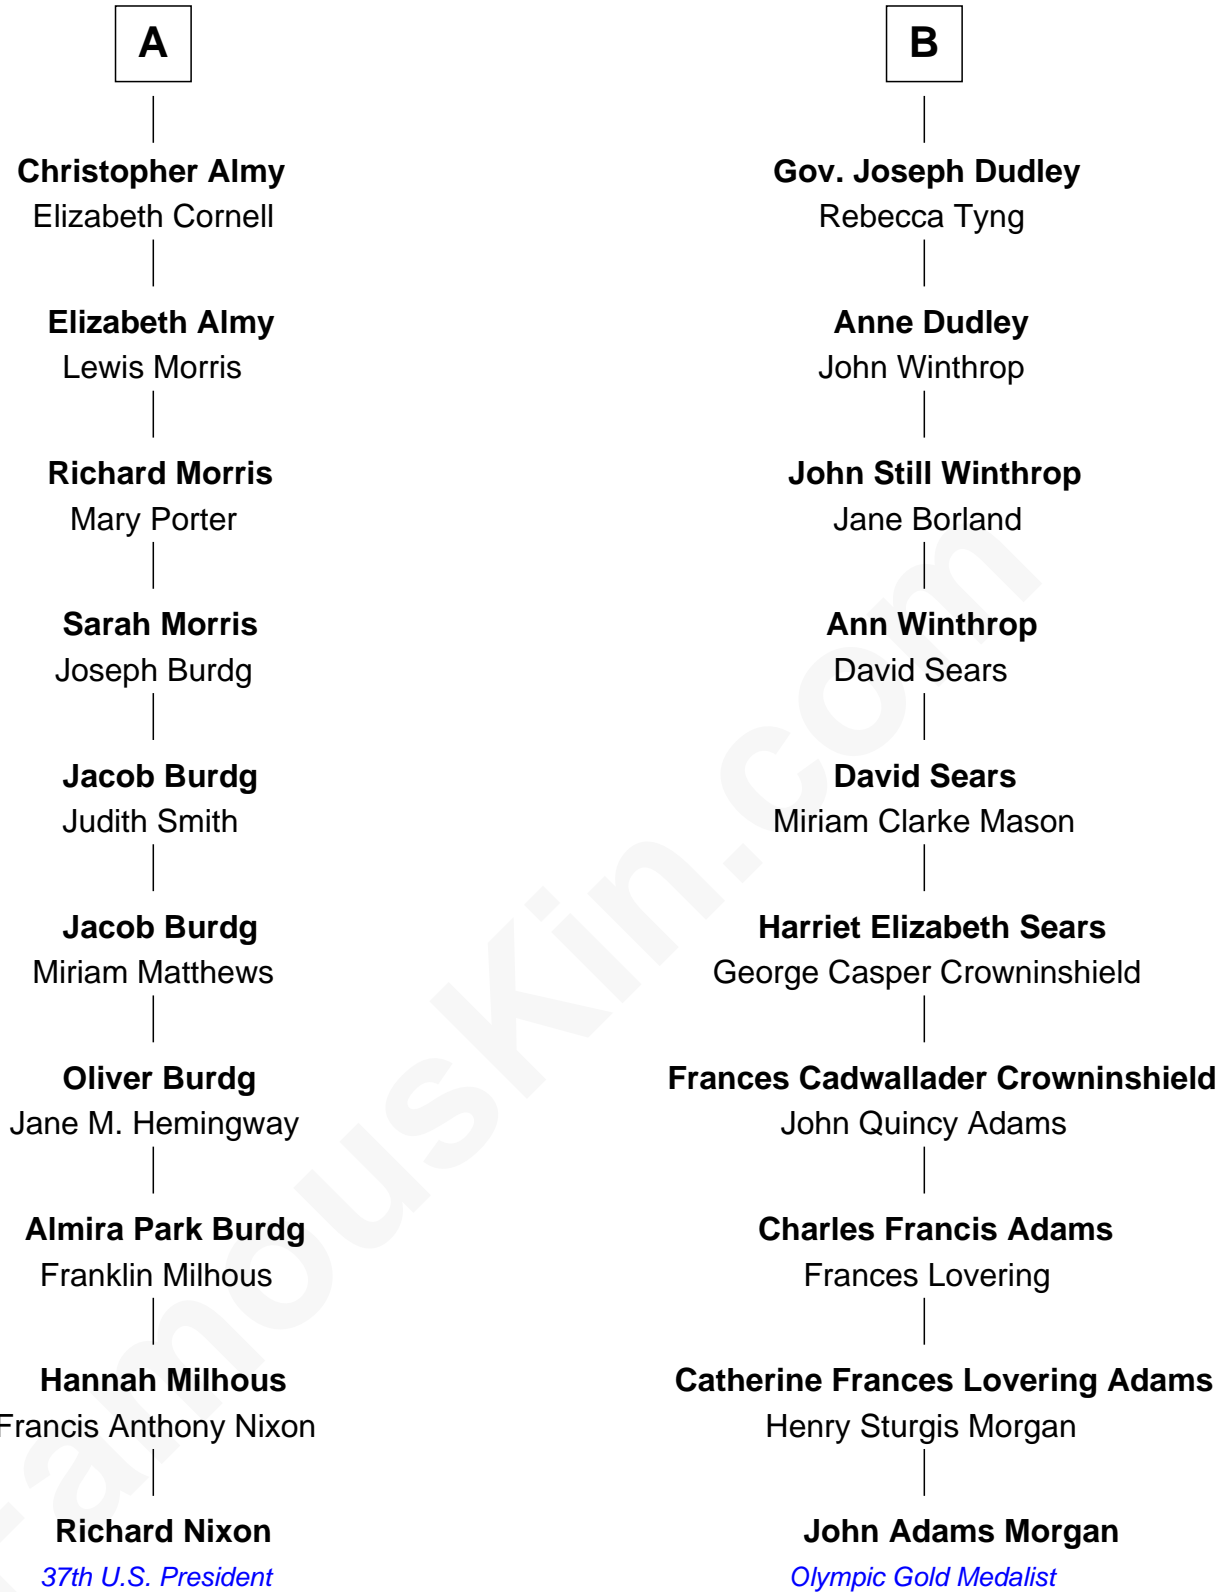 A
Christopher Almy
Elizabeth Cornell
Elizabeth Almy
Lewis Morris
Richard Morris
Mary Porter
Sarah Morris
Joseph Burdg
Jacob Burdg
Judith Smith
Jacob Burdg
Miriam Matthews
Oliver Burdg
Jane M. Hemingway
Almira Park Burdg
Franklin Milhous
Hannah Milhous
Francis Anthony Nixon
Richard Nixon
37th U.S. President
B
Gov. Joseph Dudley
Rebecca Tyng
Anne Dudley
John Winthrop
John Still Winthrop
Jane Borland
Ann Winthrop
David Sears
David Sears
Miriam Clarke Mason
Harriet Elizabeth Sears
George Casper Crowninshield
Frances Cadwallader Crowninshield
John Quincy Adams
Charles Francis Adams
Frances Lovering
Catherine Frances Lovering Adams
Henry Sturgis Morgan
John Adams Morgan
Olympic Gold Medalist
FamousKin.com